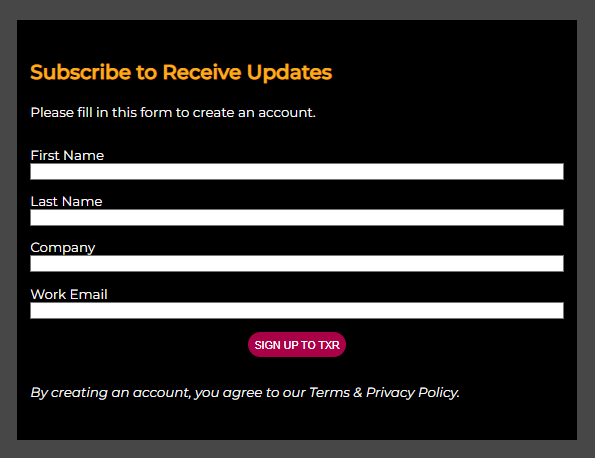 Subscribe to Receive Updates
Please fill in this form to create an account.
First Name
Last Name
Company
Work Email
SIGN UP TO TXR
By creating an account, you agree to our Terms & Privacy Policy.